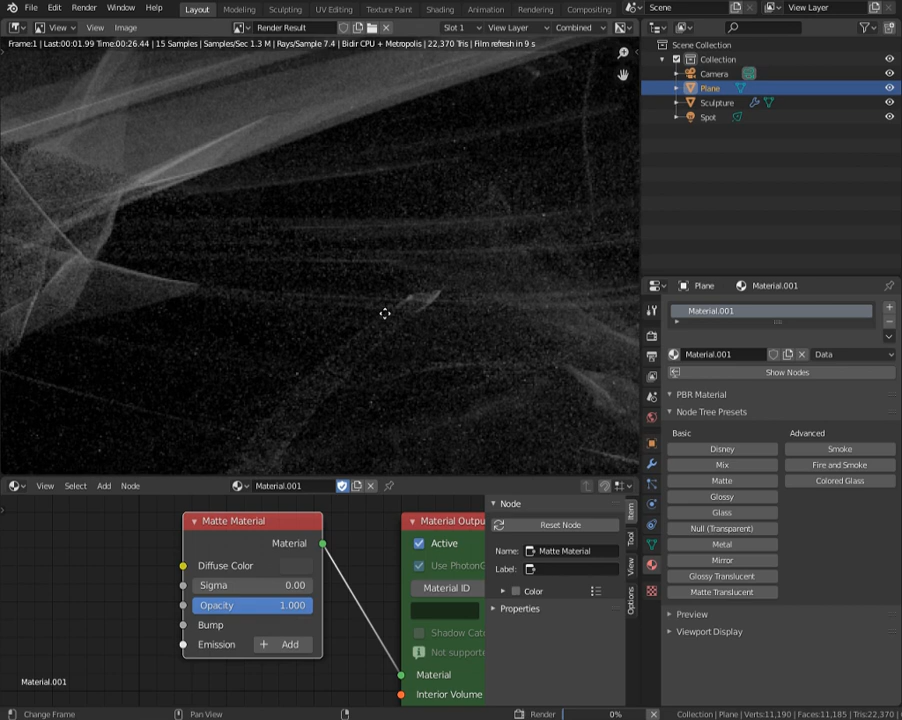 File Edit Render Window Help Layout Modeling Sculpting UV Editing Texture Paint Shading Animation Rendering Compositing Scene View Layer
View View Image Render Result Slot 1 View Layer Combined
Frame:1 | Last:00:01.99 Time:00:26.44 | 15 Samples | Samples/Sec 1.3 M | Rays/Sample 7.4 | Bidir CPU + Metropolis | 22,370 Tris | Film refresh in 9 s
Scene Collection
Collection
Camera
Plane
Sculpture
Spot
Plane Material.001
Material.001
Material.001 Data
Show Nodes
PBR Material
Node Tree Presets
Basic Advanced
Disney Smoke
Mix Fire and Smoke
Matte Colored Glass
Glossy
Glass
Null (Transparent)
Metal
Mirror
Glossy Translucent
Matte Translucent
Preview
Viewport Display
View Select Add Node Material.001
Matte Material
Material
Diffuse Color
Sigma 0.00
Opacity 1.000
Bump
Emission Add
Material Outpu
Active
Use PhotonG
Material ID
Shadow Cat
Not supporte
Material
Interior Volume
Node
Reset Node
Name: Matte Material
Label:
Color
Properties
Item
Tool
View
Options
Material.001
Change Frame Pan View Render 0% Collection | Plane | Verts:11,190 | Faces:11,185 | Tris:22,370